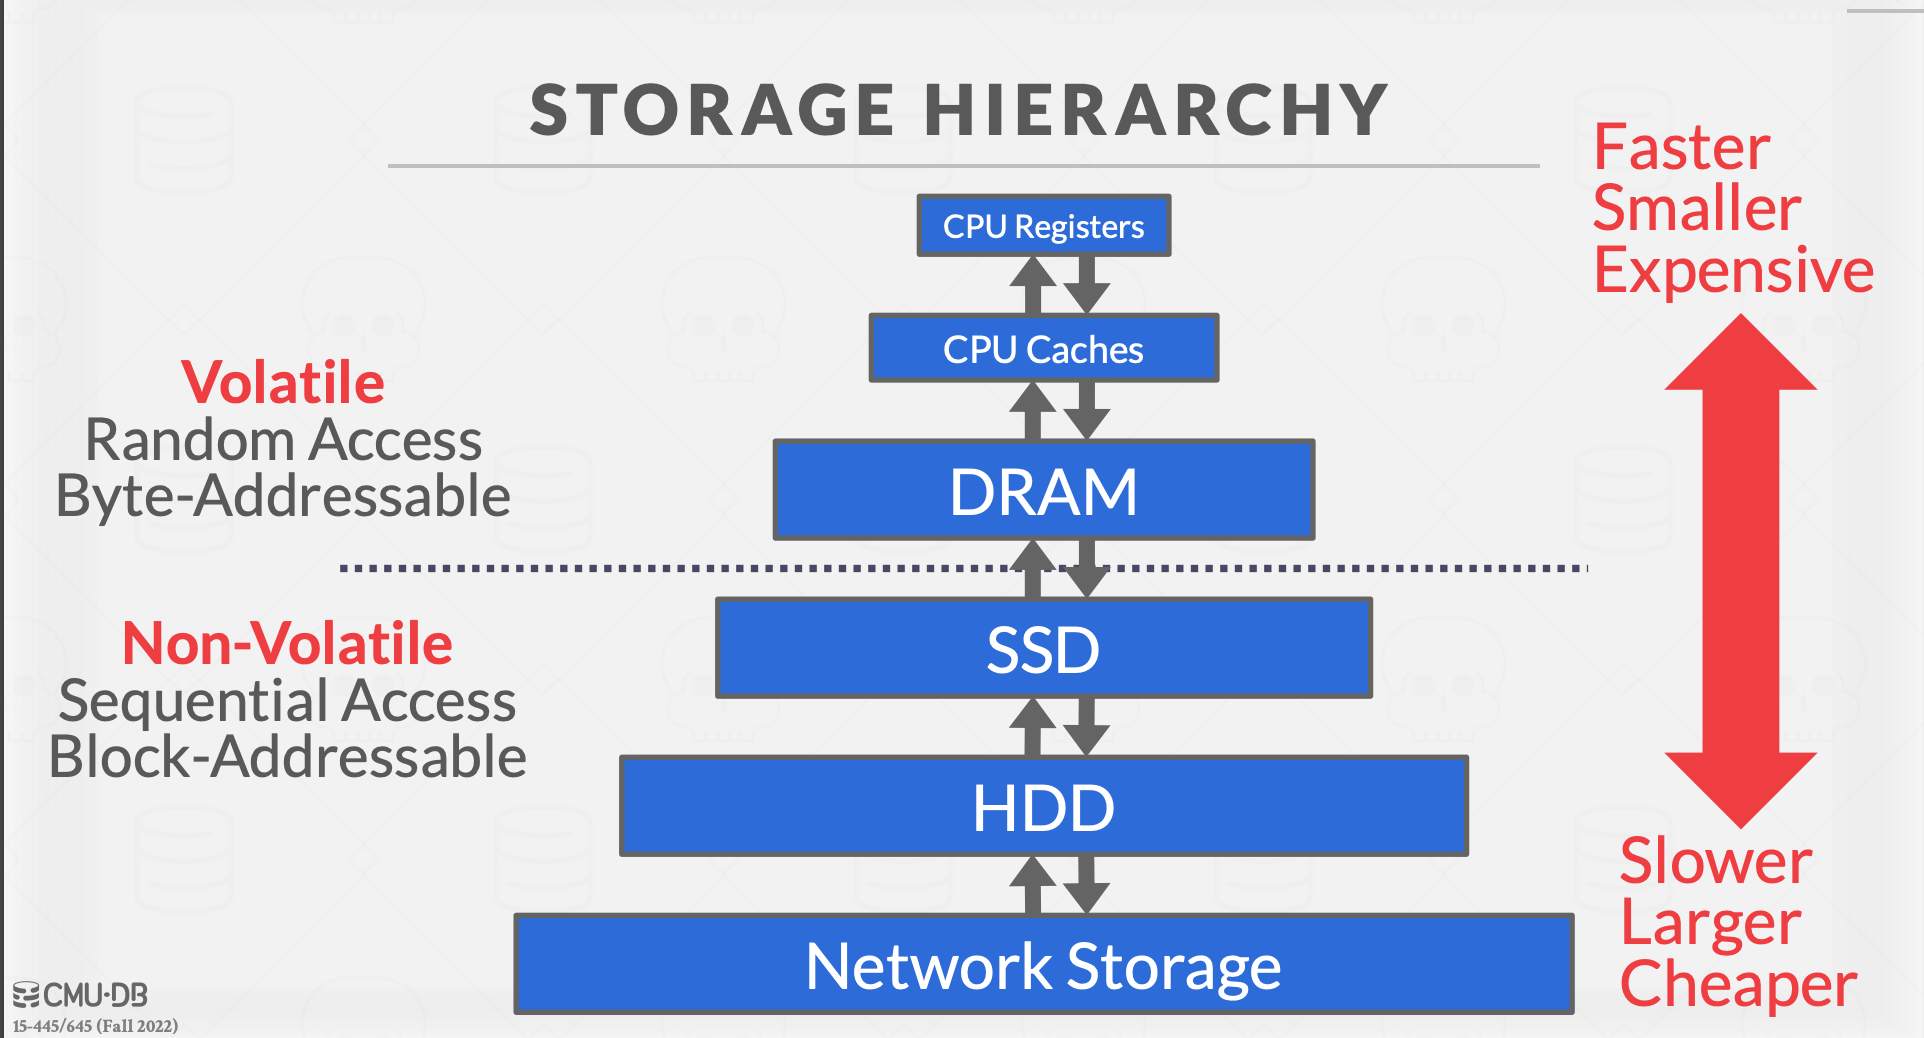 STORAGE HIERARCHY
Faster
Smaller
Expensive
CPU Registers
CPU Caches
Volatile
Random Access
Byte-Addressable
DRAM
Non-Volatile
Sequential Access
Block-Addressable
SSD
HDD
Network Storage
Slower
Larger
Cheaper
CMU·DB
15-445/645 (Fall 2022)